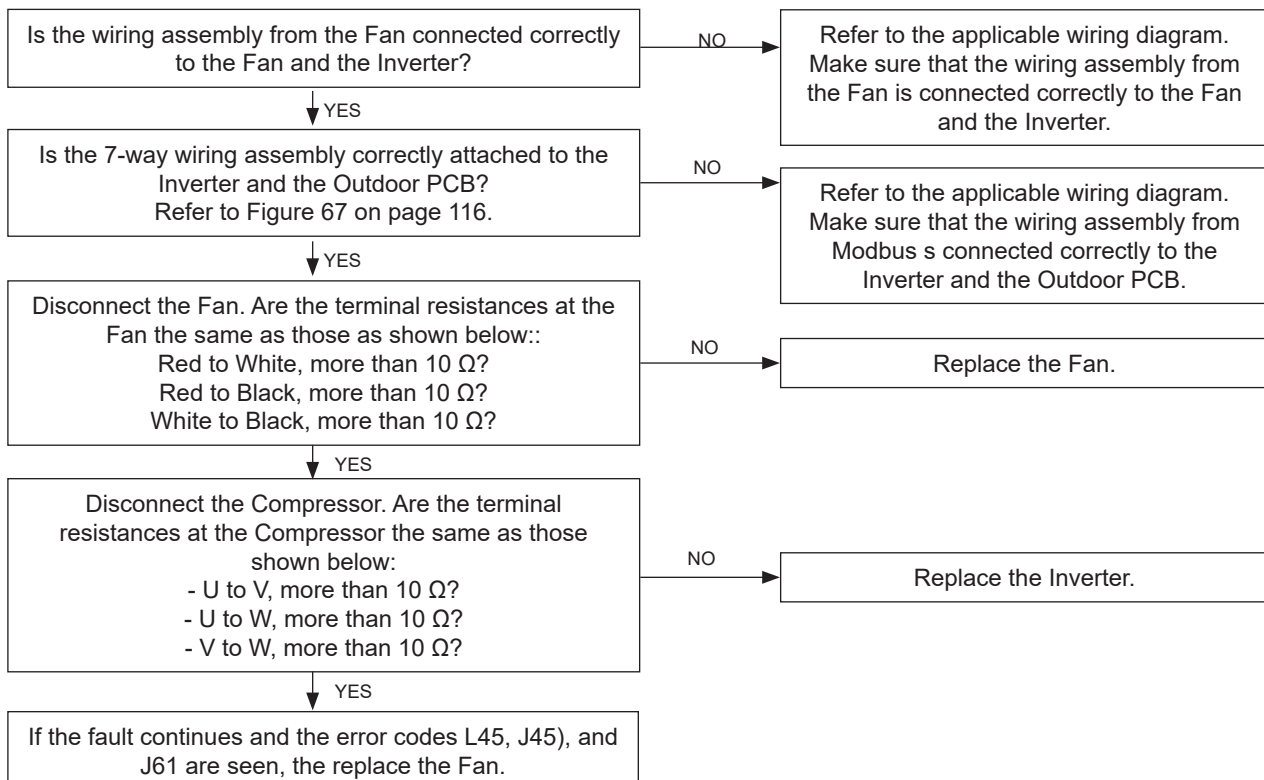 Is the wiring assembly from the Fan connected correctly
to the Fan and the Inverter?
NO
Refer to the applicable wiring diagram.
Make sure that the wiring assembly from
the Fan is connected correctly to the Fan
and the Inverter.
YES
Is the 7-way wiring assembly correctly attached to the
Inverter and the Outdoor PCB?
Refer to Figure 67 on page 116.
NO
Refer to the applicable wiring diagram.
Make sure that the wiring assembly from
Modbus s connected correctly to the
Inverter and the Outdoor PCB.
YES
Disconnect the Fan. Are the terminal resistances at the
Fan the same as those as shown below::
Red to White, more than 10 Ω?
Red to Black, more than 10 Ω?
White to Black, more than 10 Ω?
NO
Replace the Fan.
YES
Disconnect the Compressor. Are the terminal
resistances at the Compressor the same as those
shown below:
- U to V, more than 10 Ω?
- U to W, more than 10 Ω?
- V to W, more than 10 Ω?
NO
Replace the Inverter.
YES
If the fault continues and the error codes L45, J45), and
J61 are seen, the replace the Fan.